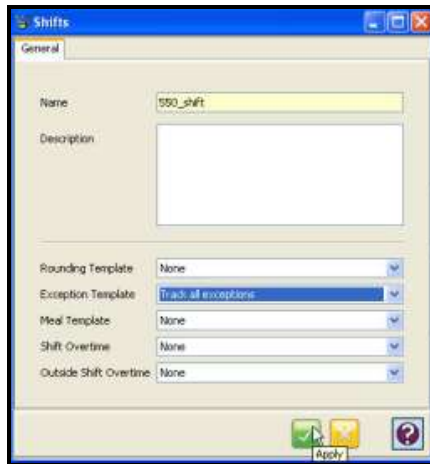 Shifts
General
Name 550_shift
Description
Rounding Template None
Exception Template Track all exceptions
Meal Template None
Shift Overtime None
Outside Shift Overtime None
Apply